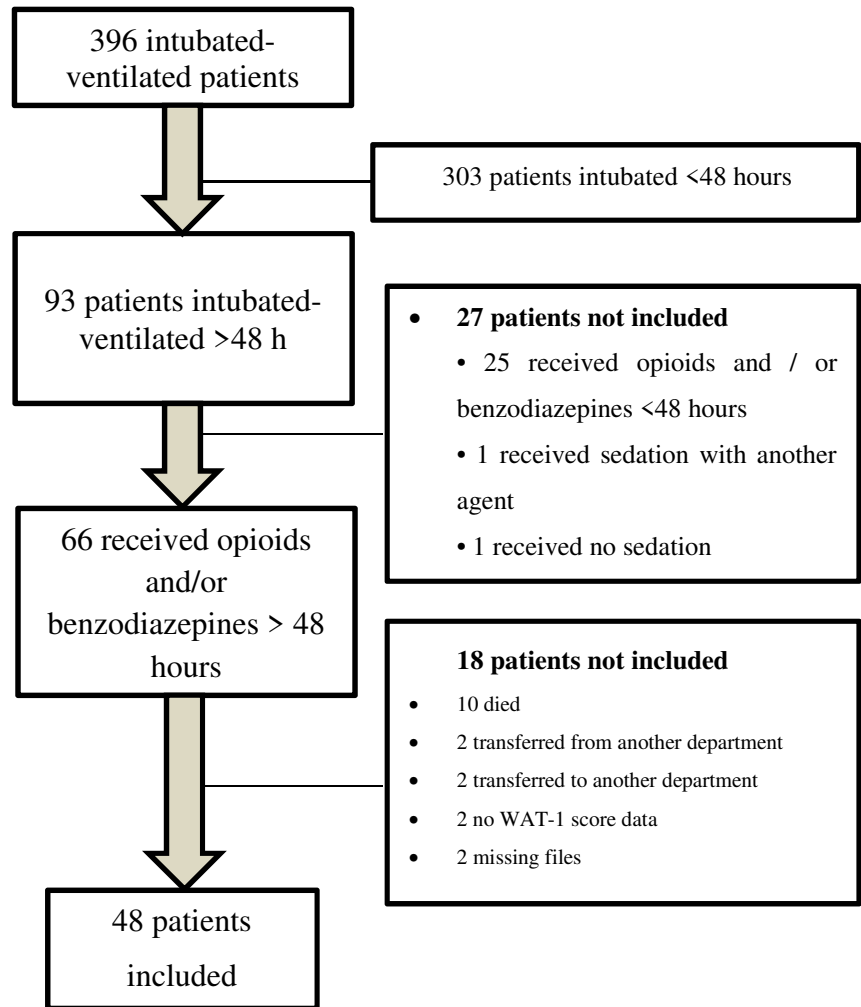 396 intubated-
ventilated patients
303 patients intubated <48 hours
93 patients intubated-
ventilated >48 h
• 27 patients not included
• 25 received opioids and / or
benzodiazepines <48 hours
• 1 received sedation with another
agent
• 1 received no sedation
66 received opioids
and/or
benzodiazepines > 48
hours
18 patients not included
• 10 died
• 2 transferred from another department
• 2 transferred to another department
• 2 no WAT-1 score data
• 2 missing files
48 patients
included